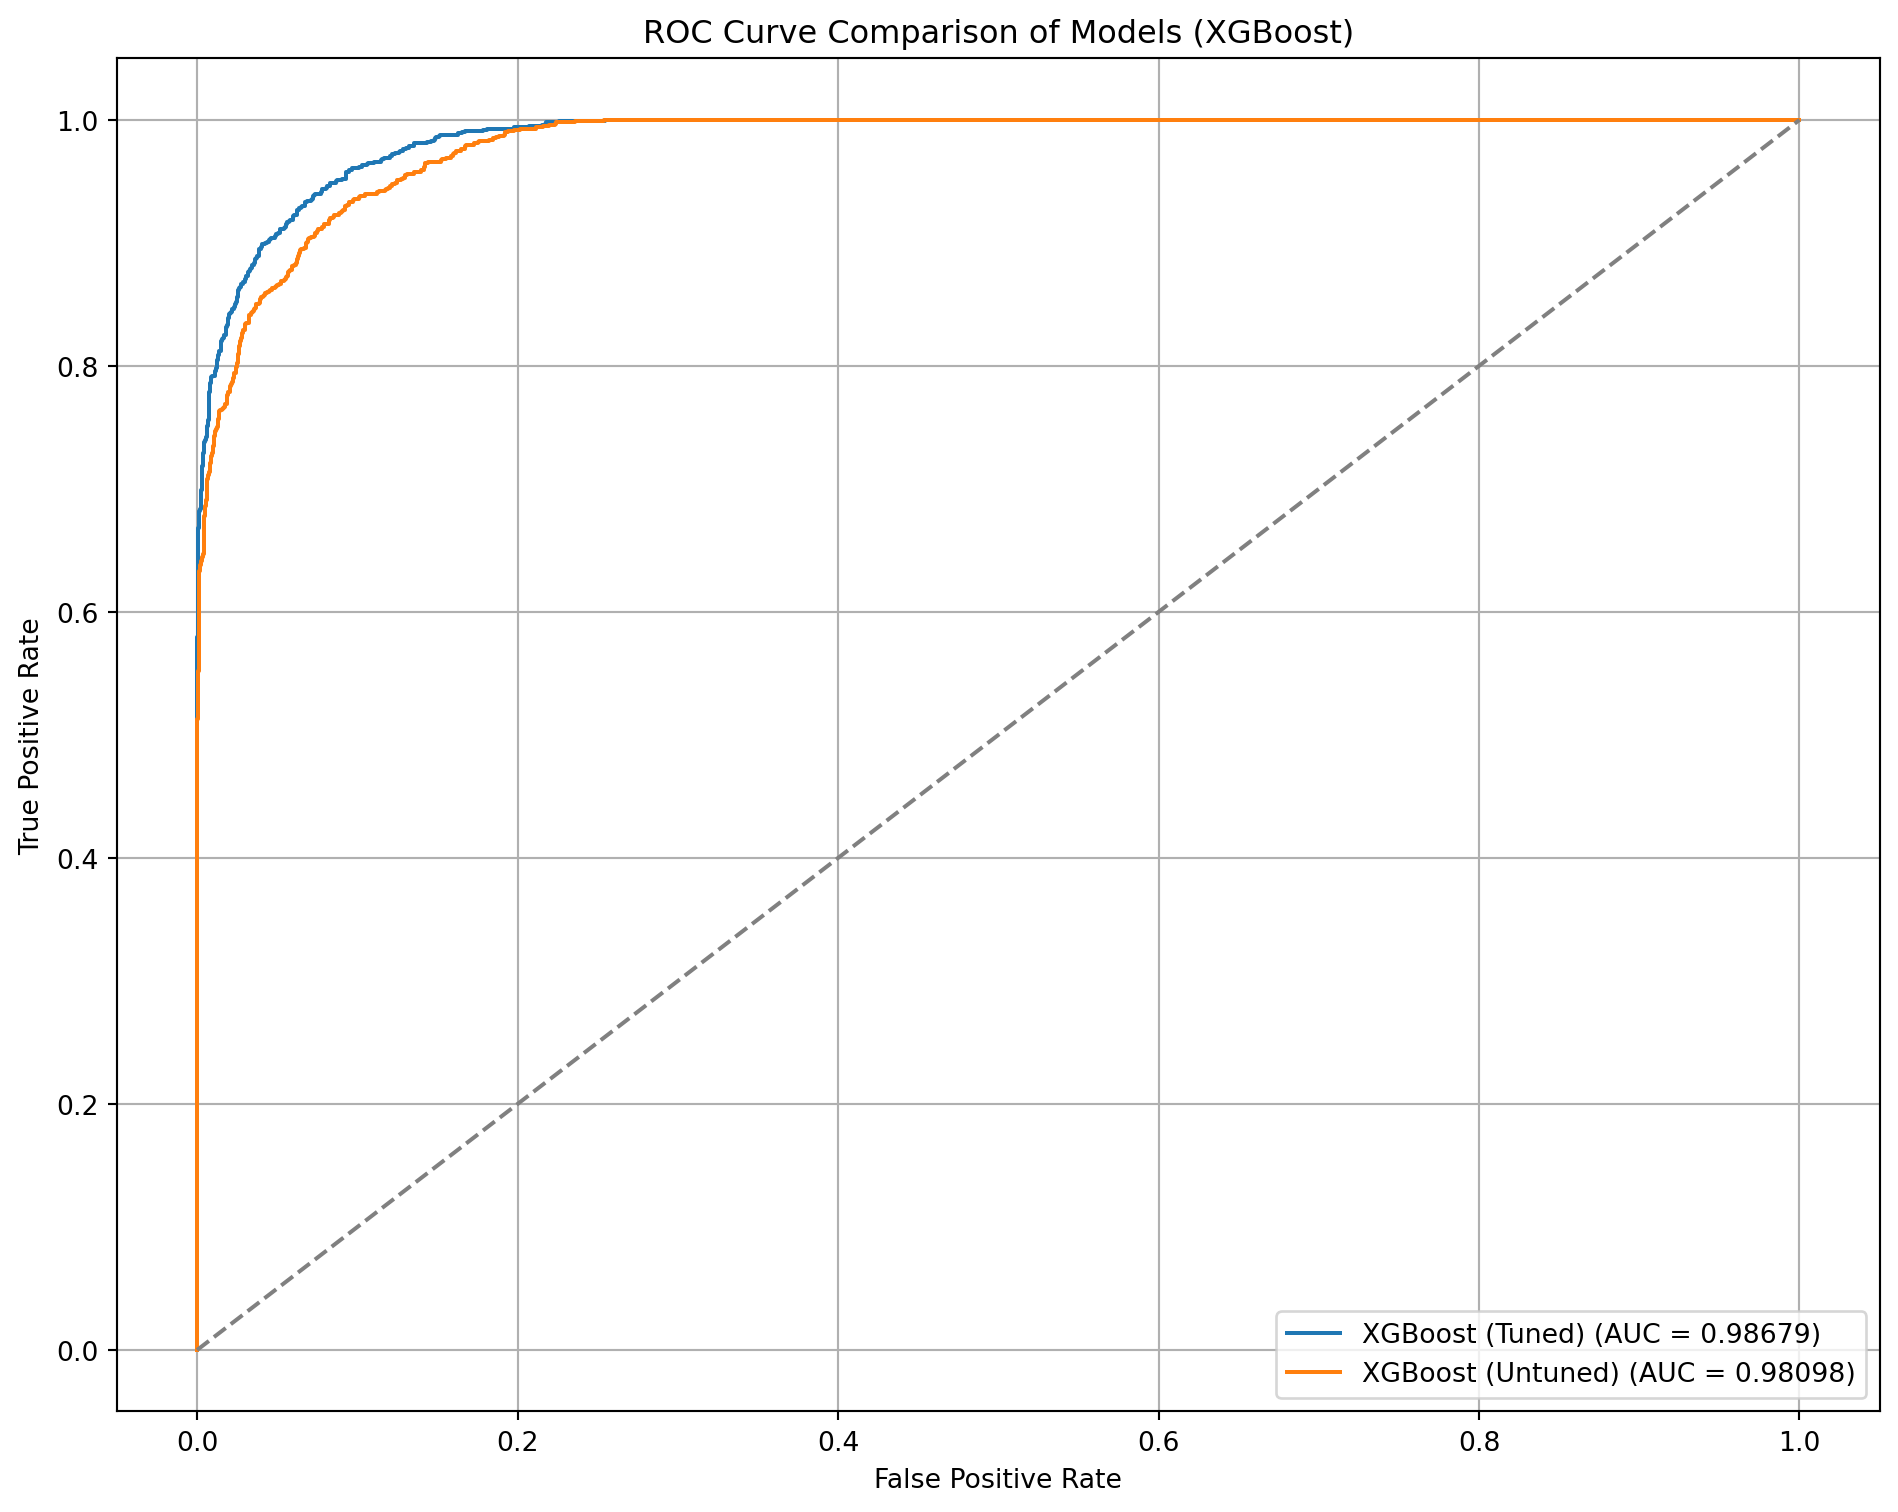 ROC Curve Comparison of Models (XGBoost)
True Positive Rate
1.0
0.8
0.6
0.4
0.2
0.0
XGBoost (Tuned) (AUC = 0.98679)
XGBoost (Untuned) (AUC = 0.98098)
0.0 0.2 0.4 0.6 0.8 1.0
False Positive Rate